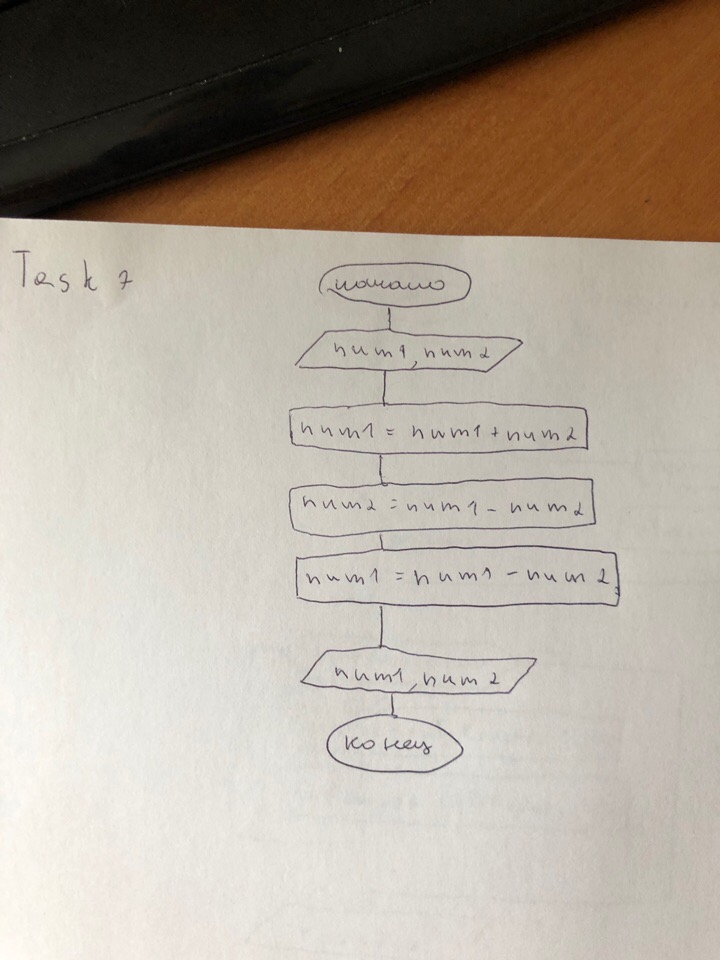 Task 7
начало
num1, num2
num1 = num1 + num2
num2 = num1 - num2
num1 = num1 - num2
num1, num2
конец